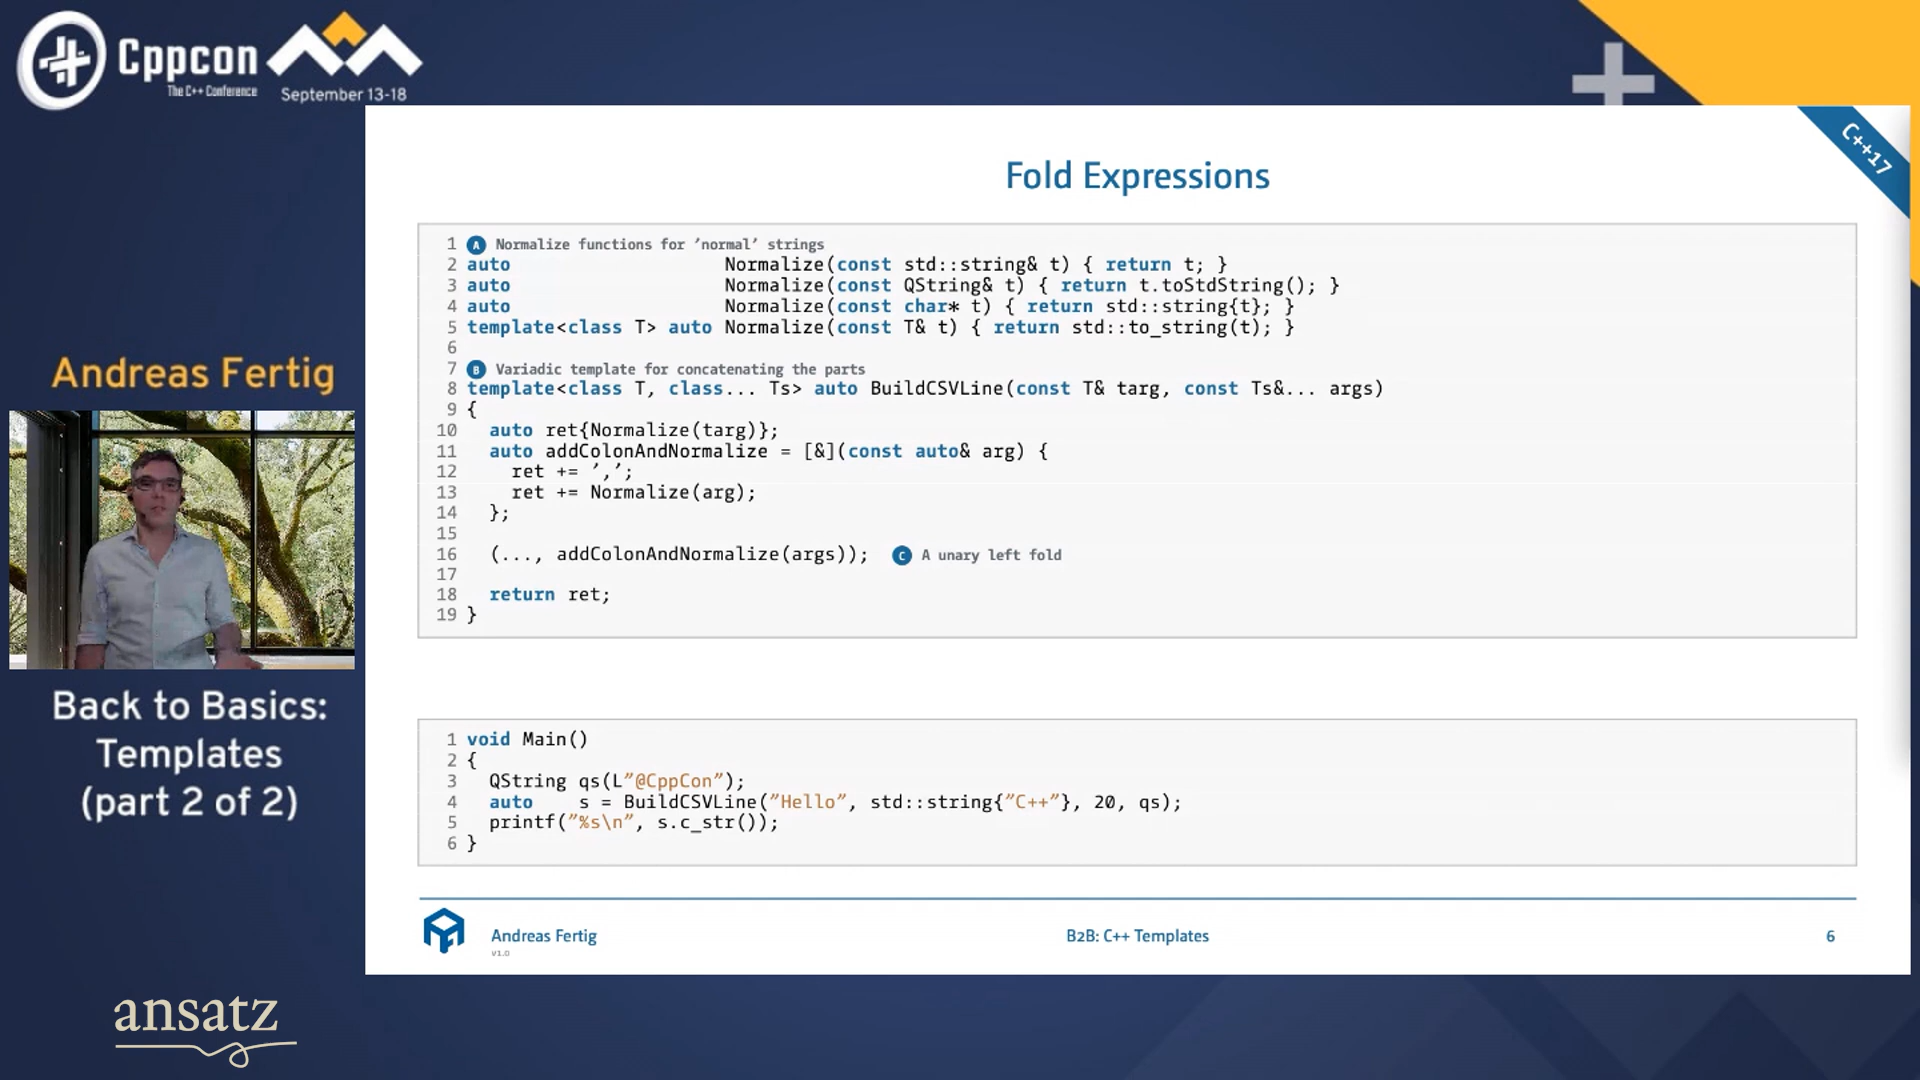 Cppcon
The C++ Conference
September 13-18
C++17
Fold Expressions
1 A Normalize functions for ’normal’ strings
2 auto Normalize(const std::string& t) { return t; }
3 auto Normalize(const QString& t) { return t.toStdString(); }
4 auto Normalize(const char* t) { return std::string{t}; }
5 template<class T> auto Normalize(const T& t) { return std::to_string(t); }
6
7 B Variadic template for concatenating the parts
8 template<class T, class... Ts> auto BuildCSVLine(const T& targ, const Ts&... args)
9 {
10 auto ret{Normalize(targ)};
11 auto addColonAndNormalize = [&](const auto& arg) {
12 ret += ’,’;
13 ret += Normalize(arg);
14 };
15
16 (..., addColonAndNormalize(args)); C A unary left fold
17
18 return ret;
19 }
1 void Main()
2 {
3 QString qs(L”@CppCon”);
4 auto s = BuildCSVLine(”Hello”, std::string{”C++”}, 20, qs);
5 printf(”%s\n”, s.c_str());
6 }
Andreas Fertig
v1.0
B2B: C++ Templates
6
Andreas Fertig
Back to Basics:
Templates
(part 2 of 2)
ansatz